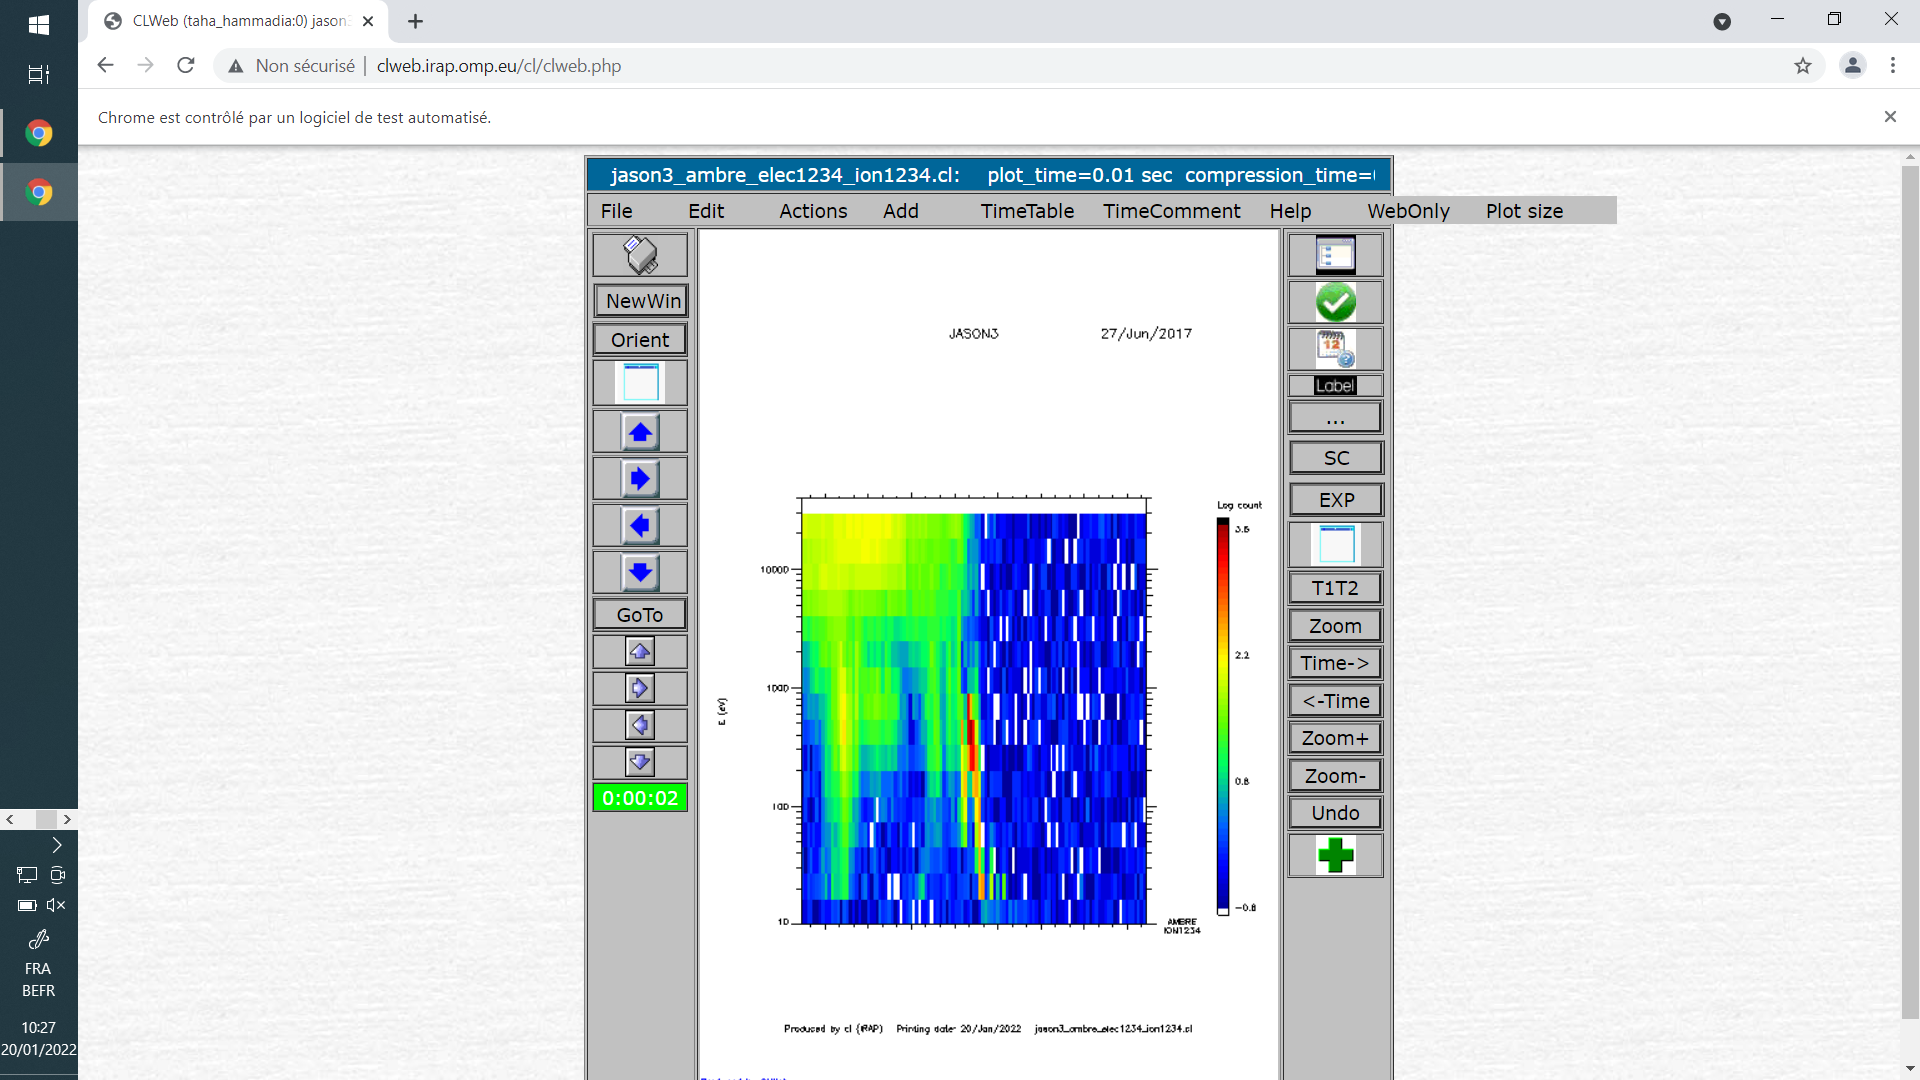 CLWeb (taha_hammadia:0) jason3
Non sécurisé | clweb.irap.omp.eu/cl/clweb.php
Chrome est contrôlé par un logiciel de test automatisé.
jason3_ambre_elec1234_ion1234.cl: plot_time=0.01 sec compression_time=
File Edit Actions Add TimeTable TimeComment Help WebOnly Plot size
NewWin
Orient
GoTo
0:00:02
JASON3 27/Jun/2017
Log count
3.5
2.2
0.8
-0.8
10000
1000
100
10
E (eV)
AMBRE
ION1234
Produced by cl (IRAP) Printing date: 20/Jan/2022 jason3_ambre_elec1234_ion1234.cl
12
Label
...
SC
EXP
T1T2
Zoom
Time->
<-Time
Zoom+
Zoom-
Undo
FRA
BEFR
10:27
20/01/2022